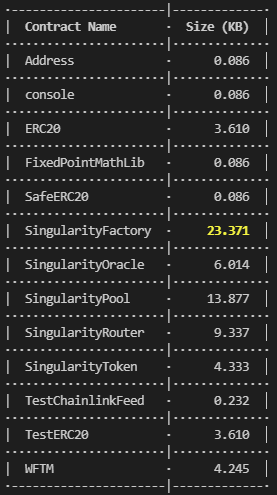 | Contract Name · Size (KB) ·
| Address · 0.086 ·
| console · 0.086 ·
| ERC20 · 3.610 ·
| FixedPointMathLib · 0.086 ·
| SafeERC20 · 0.086 ·
| SingularityFactory · 23.371 ·
| SingularityOracle · 6.014 ·
| SingularityPool · 13.877 ·
| SingularityRouter · 9.337 ·
| SingularityToken · 4.333 ·
| TestChainlinkFeed · 0.232 ·
| TestERC20 · 3.610 ·
| WFTM · 4.245 ·